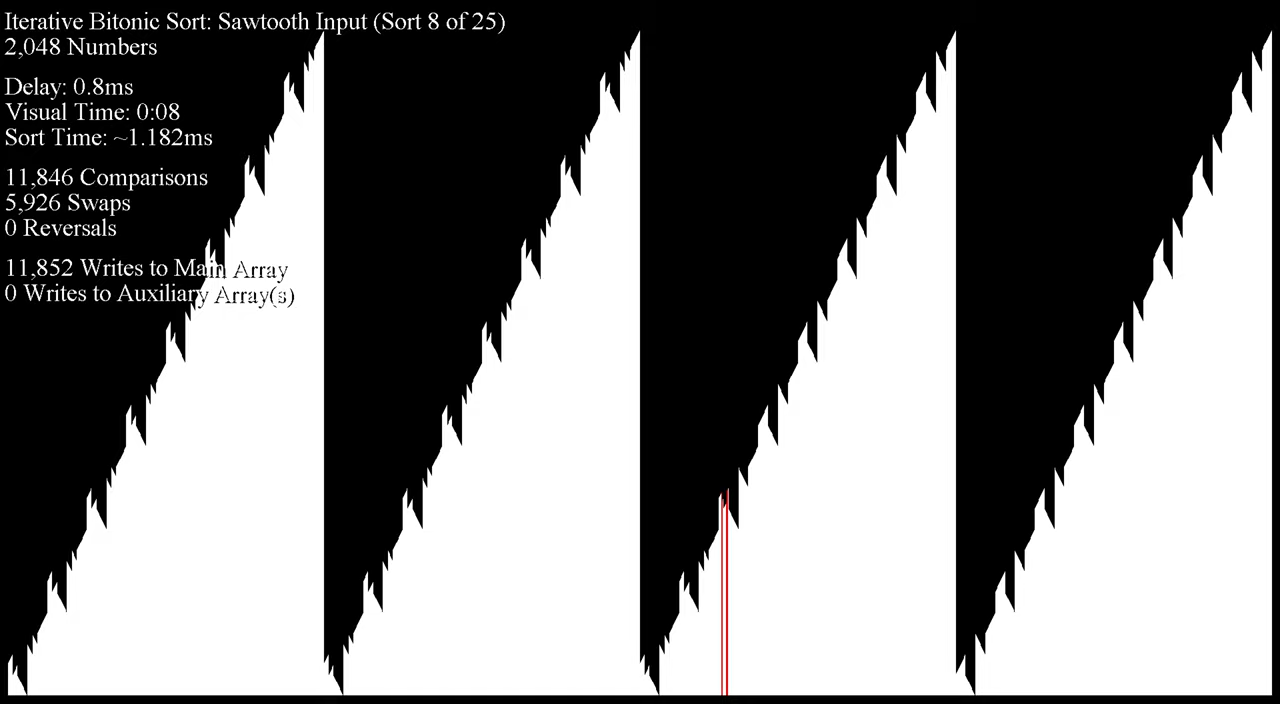 Iterative Bitonic Sort: Sawtooth Input (Sort 8 of 25)
2,048 Numbers
Delay: 0.8ms
Visual Time: 0:08
Sort Time: ~1.182ms
11,846 Comparisons
5,926 Swaps
0 Reversals
11,852 Writes to Main Array
0 Writes to Auxiliary Array(s)